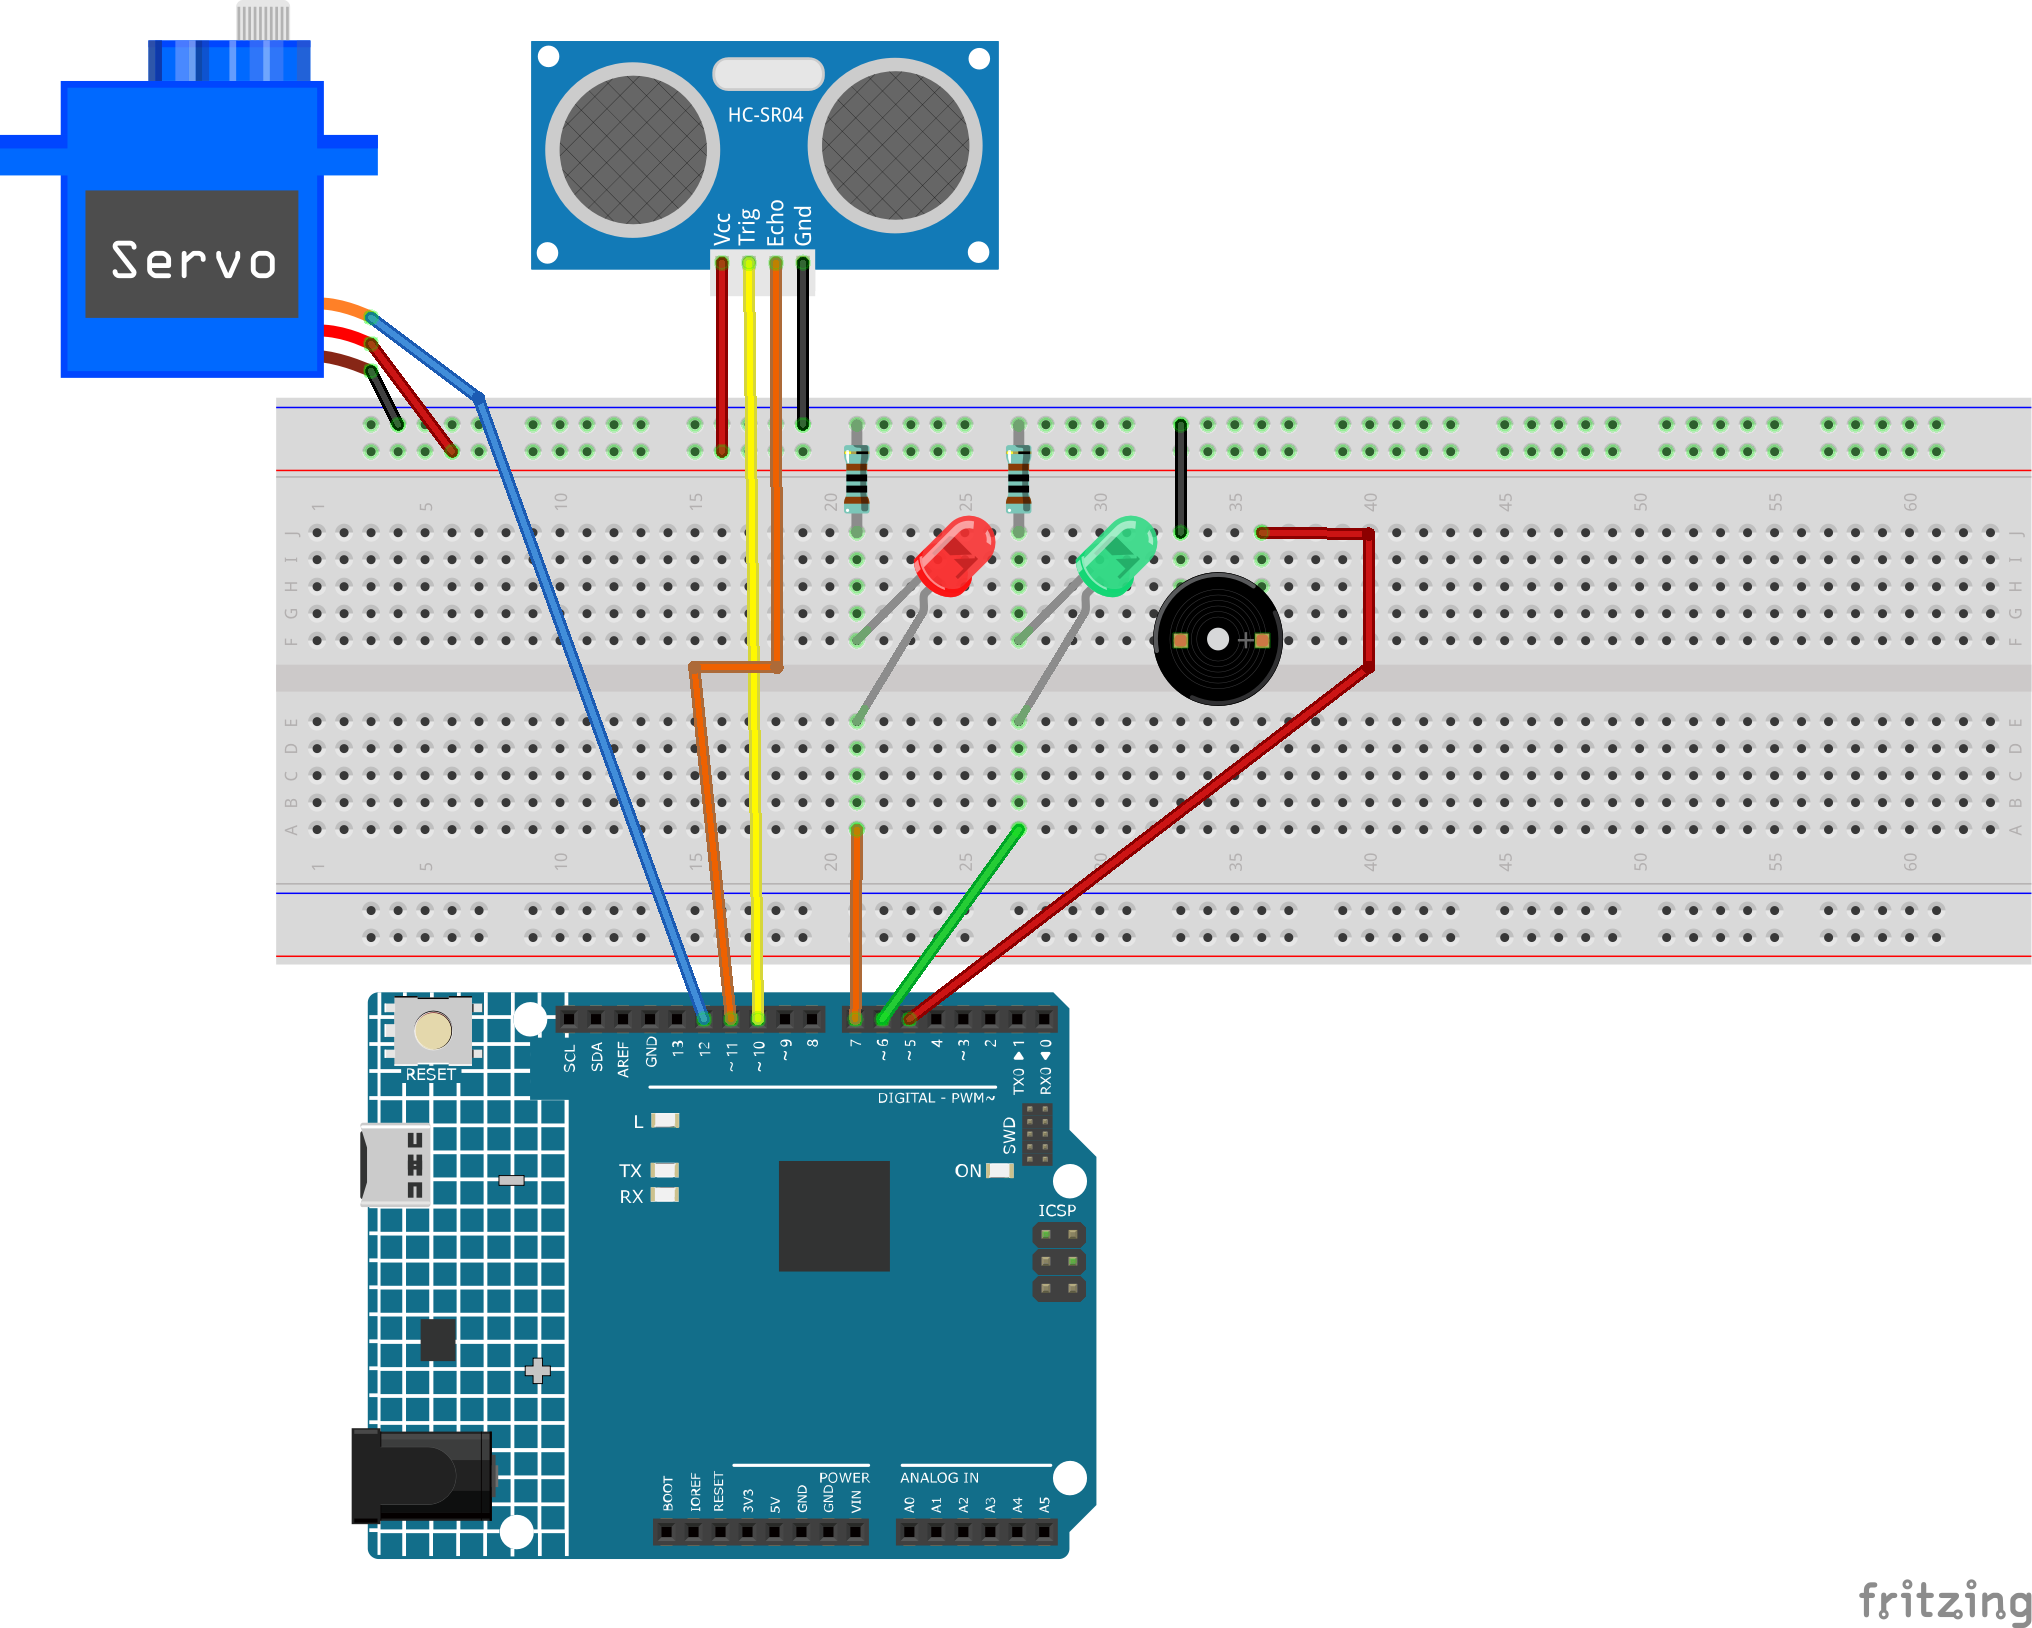 HC-SR04
Vcc Trig Echo Gnd
Servo
1 5 10 15 20 25 30 35 40 45 50 55 60
J J
I I
H H
G G
F F
E E
D D
C C
B B
A A
1 5 10 15 20 25 30 35 40 45 50 55 60
RESET
SCL SDA AREF GND 13 12 ~11 ~10 ~9 8 7 ~6 ~5 4 ~3 2 TX0▶1 RX0◀0
DIGITAL - PWM~
L
SWD
TX
ON
RX
ICSP
POWER
ANALOG IN
BOOT IOREF RESET 3V3 5V GND GND VIN A0 A1 A2 A3 A4 A5
fritzing